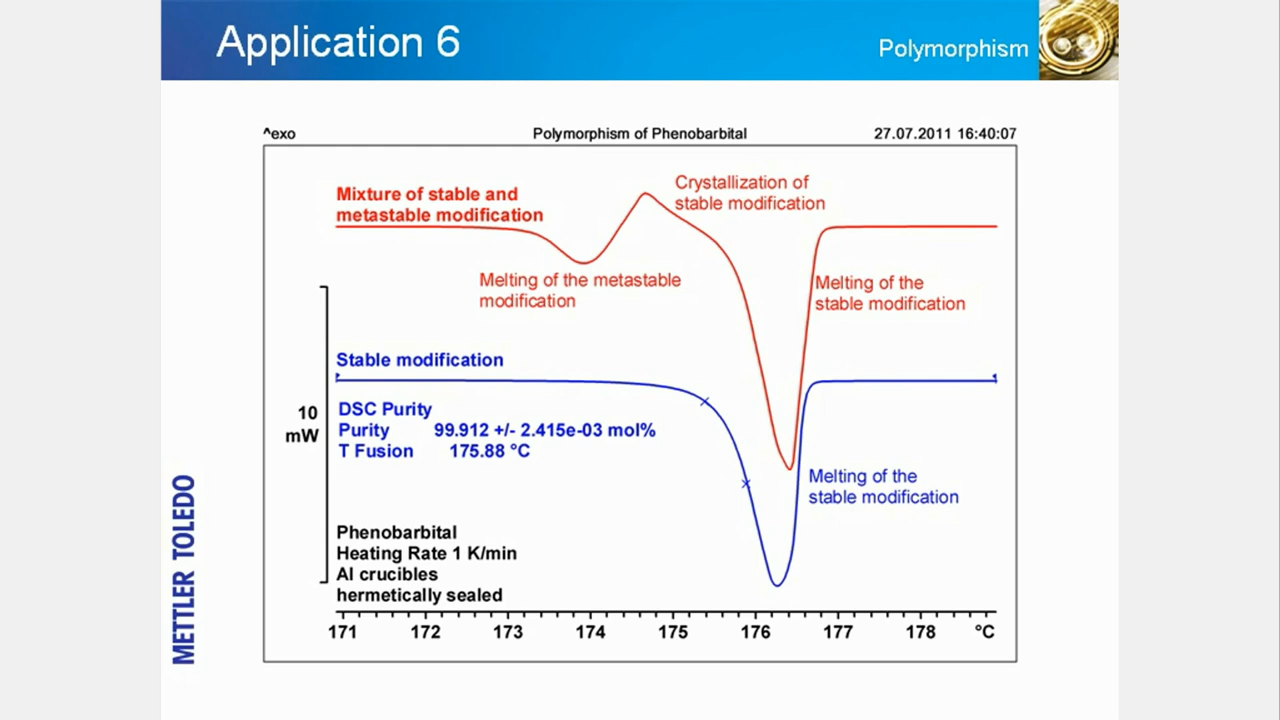 Application 6
Polymorphism
^exo
Polymorphism of Phenobarbital
27.07.2011 16:40:07
Mixture of stable and
metastable modification
Crystallization of
stable modification
Melting of the metastable
modification
Melting of the
stable modification
Stable modification
DSC Purity
Purity 99.912 +/- 2.415e-03 mol%
T Fusion 175.88 °C
10
mW
Melting of the
stable modification
Phenobarbital
Heating Rate 1 K/min
Al crucibles
hermetically sealed
171 172 173 174 175 176 177 178 °C
METTLER TOLEDO